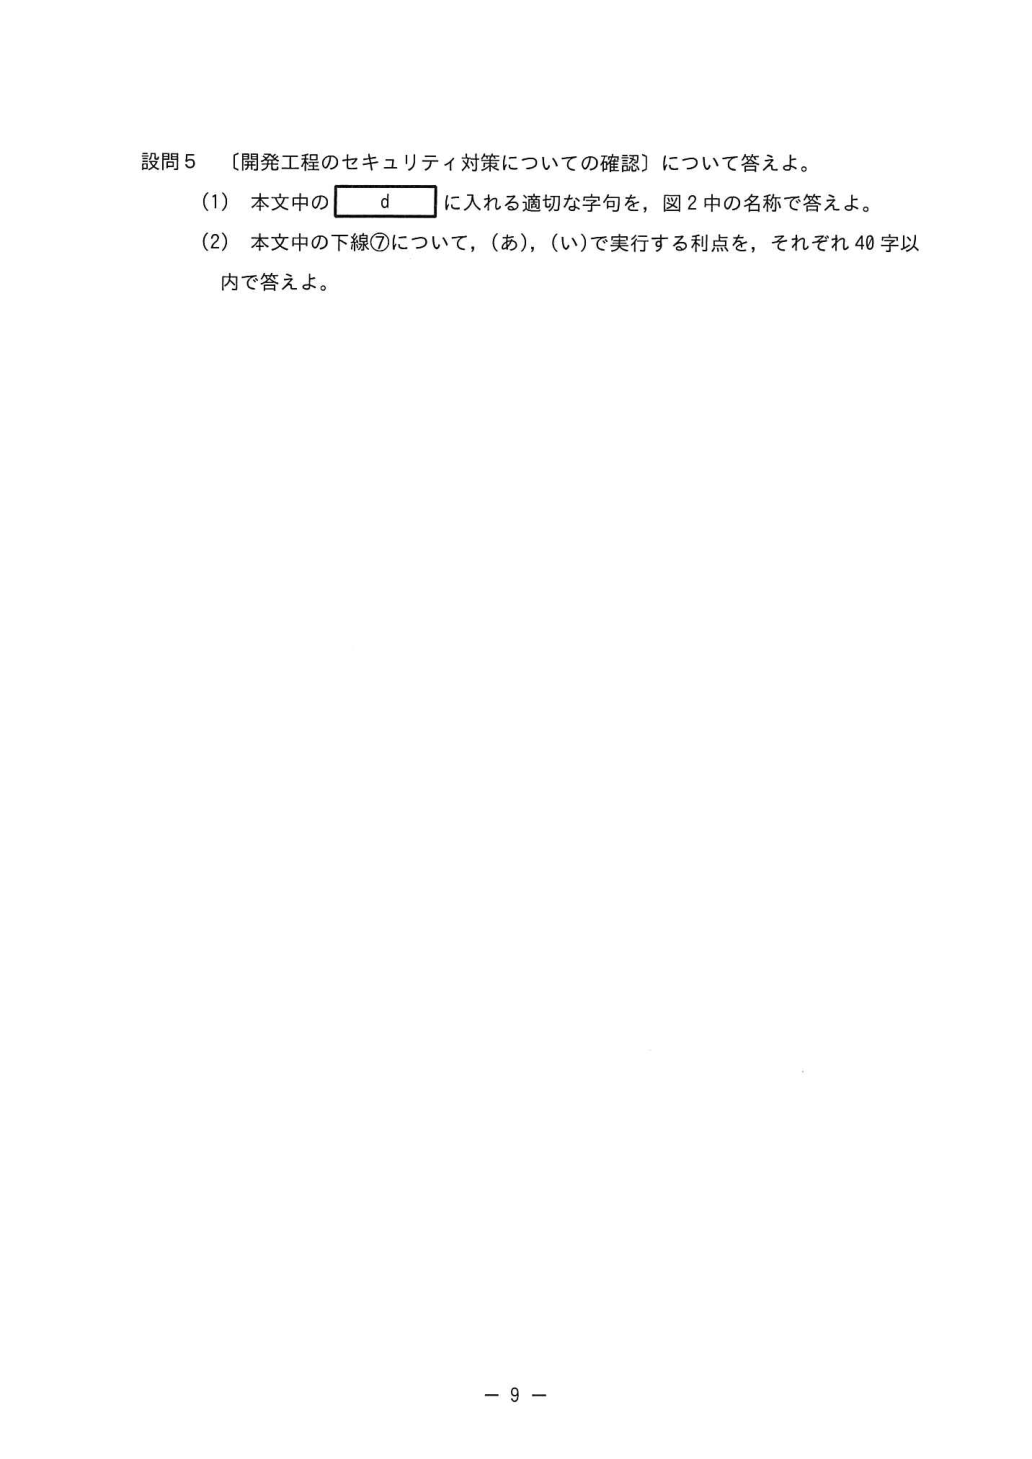 設問5　〔開発工程のセキュリティ対策についての確認〕について答えよ。
(1)　本文中の d に入れる適切な字句を，図2中の名称で答えよ。
(2)　本文中の下線⑦について，(あ)，(い)で実行する利点を，それぞれ40字以
内で答えよ。
－ 9 －